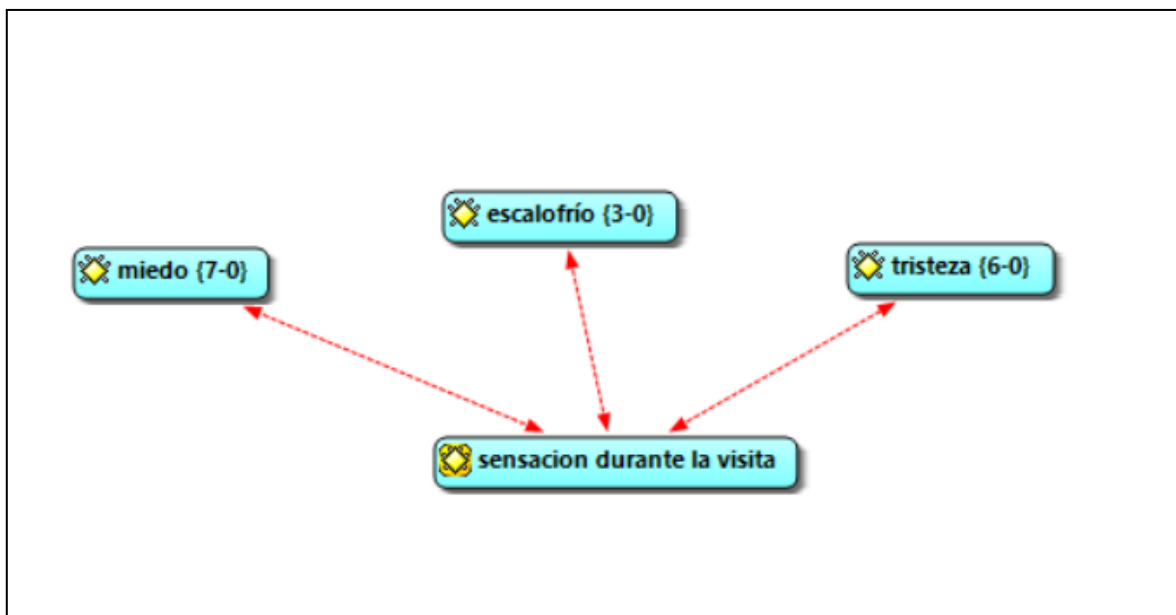 escalofrío {3-0}
miedo {7-0}
tristeza {6-0}
sensacion durante la visita